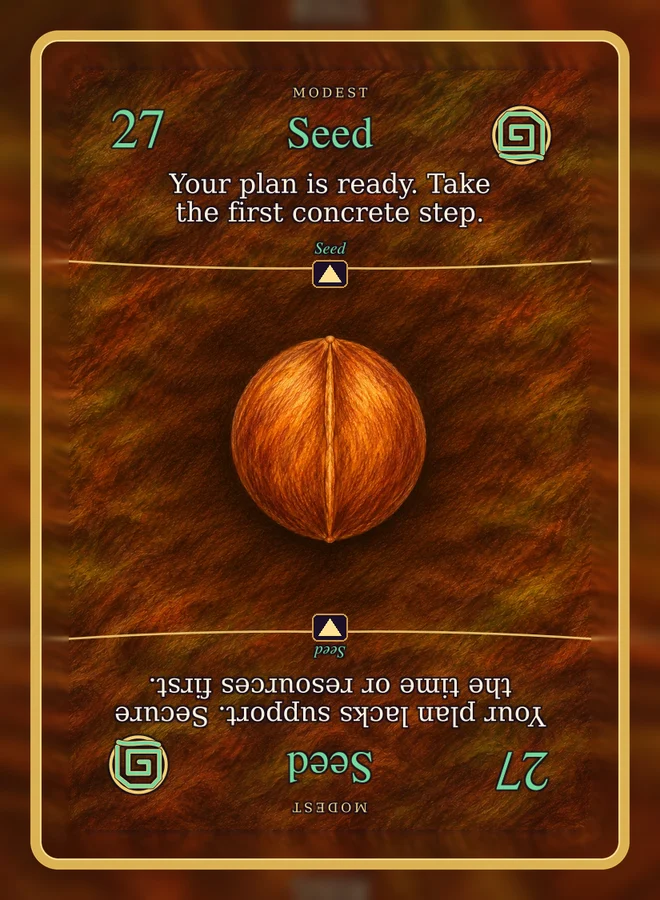 MODEST
27
Seed
Your plan is ready. Take
the first concrete step.
Seed
MODEST
27
Seed
Your plan lacks support. Secure
the time or resources first.
Seed